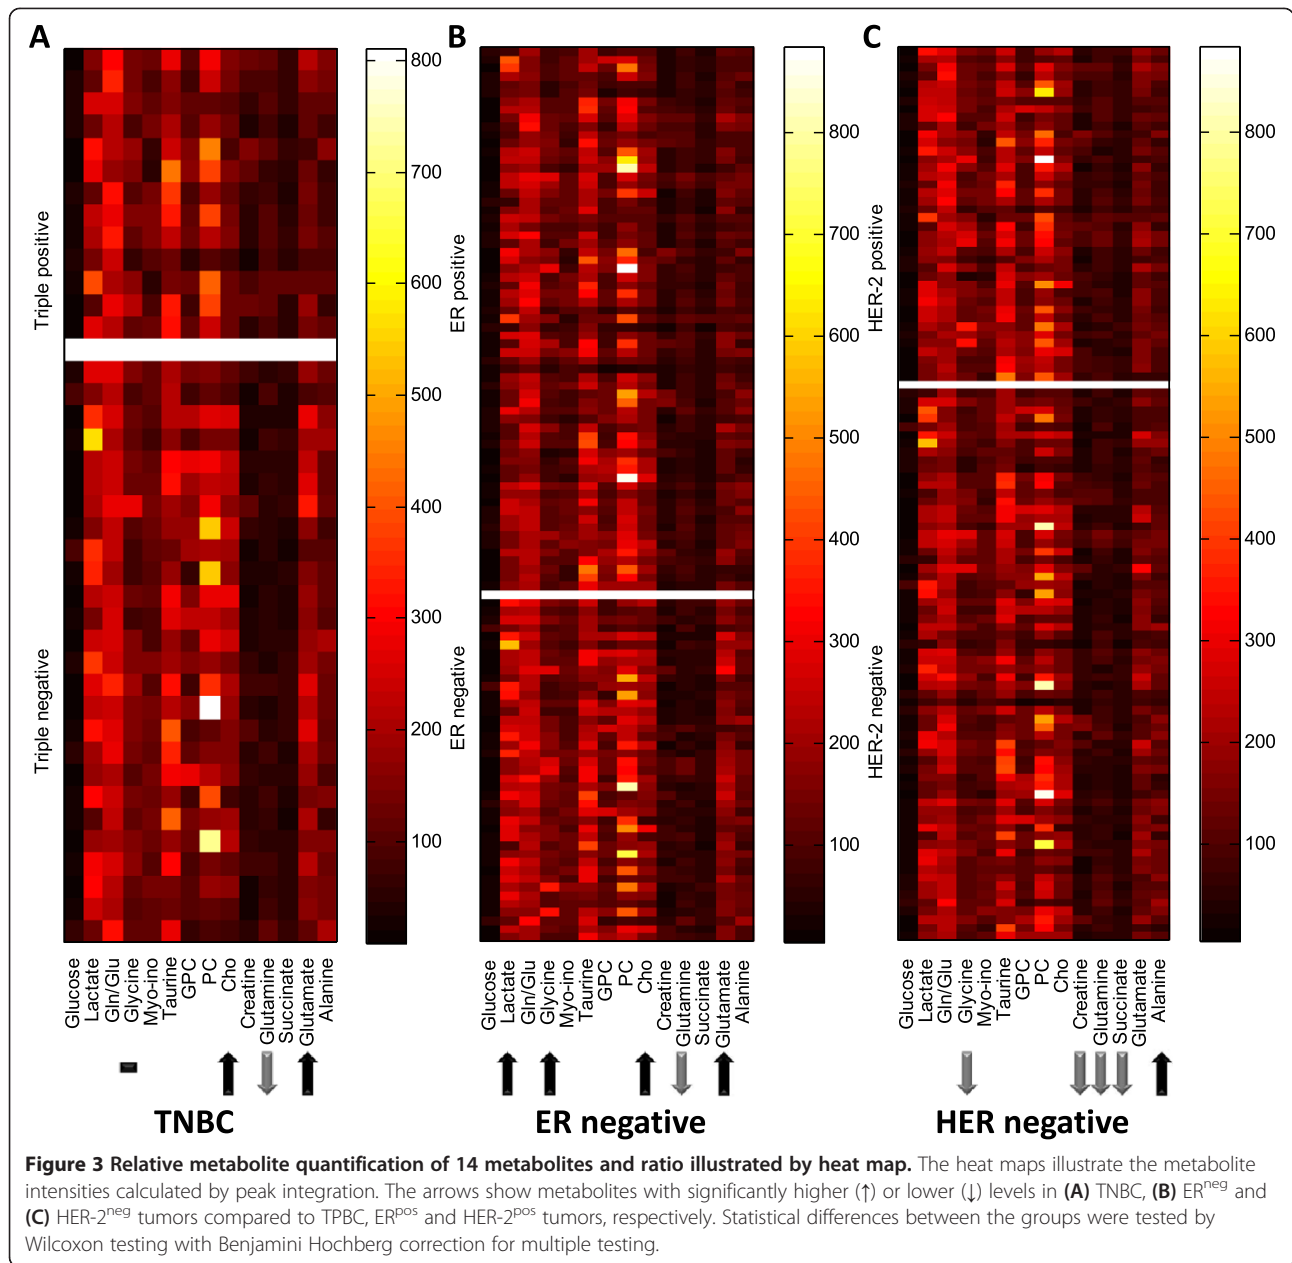 A
B
C
Triple positive
Triple negative
800
700
600
500
400
300
200
100
ER positive
ER negative
800
700
600
500
400
300
200
100
HER-2 positive
HER-2 negative
800
700
600
500
400
300
200
100
Glucose
Lactate
Gln/Glu
Glycine
Myo-ino
Taurine
GPC
PC
Cho
Creatine
Glutamine
Succinate
Glutamate
Alanine
Glucose
Lactate
Gln/Glu
Glycine
Myo-ino
Taurine
GPC
PC
Cho
Creatine
Glutamine
Succinate
Glutamate
Alanine
Glucose
Lactate
Gln/Glu
Glycine
Myo-ino
Taurine
GPC
PC
Cho
Creatine
Glutamine
Succinate
Glutamate
Alanine
TNBC
ER negative
HER negative
Figure 3 Relative metabolite quantification of 14 metabolites and ratio illustrated by heat map. The heat maps illustrate the metabolite
intensities calculated by peak integration. The arrows show metabolites with significantly higher (↑) or lower (↓) levels in (A) TNBC, (B) ERneg and
(C) HER-2neg tumors compared to TPBC, ERpos and HER-2pos tumors, respectively. Statistical differences between the groups were tested by
Wilcoxon testing with Benjamini Hochberg correction for multiple testing.